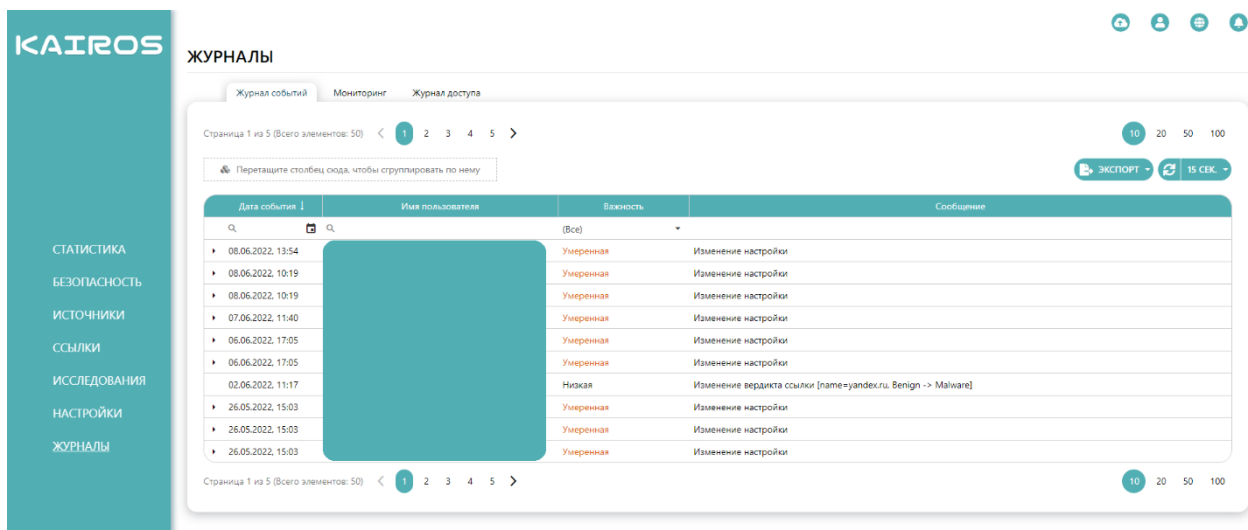 KAIROS
ЖУРНАЛЫ
Журнал событий Мониторинг Журнал доступа
Страница 1 из 5 (Всего элементов: 50) 1 2 3 4 5 10 20 50 100
Перетащите столбец сюда, чтобы сгруппировать по нему ЭКСПОРТ 15 СЕК.
Дата события Имя пользователя Важность Сообщение
(Все)
08.06.2022, 13:54 Умеренная Изменение настройки
08.06.2022, 10:19 Умеренная Изменение настройки
08.06.2022, 10:19 Умеренная Изменение настройки
07.06.2022, 11:40 Умеренная Изменение настройки
06.06.2022, 17:05 Умеренная Изменение настройки
06.06.2022, 17:05 Умеренная Изменение настройки
02.06.2022, 11:17 Низкая Изменение вердикта ссылки [name=yandex.ru, Benign -> Malware]
26.05.2022, 15:03 Умеренная Изменение настройки
26.05.2022, 15:03 Умеренная Изменение настройки
26.05.2022, 15:03 Умеренная Изменение настройки
Страница 1 из 5 (Всего элементов: 50) 1 2 3 4 5 10 20 50 100
СТАТИСТИКА
БЕЗОПАСНОСТЬ
ИСТОЧНИКИ
ССЫЛКИ
ИССЛЕДОВАНИЯ
НАСТРОЙКИ
ЖУРНАЛЫ